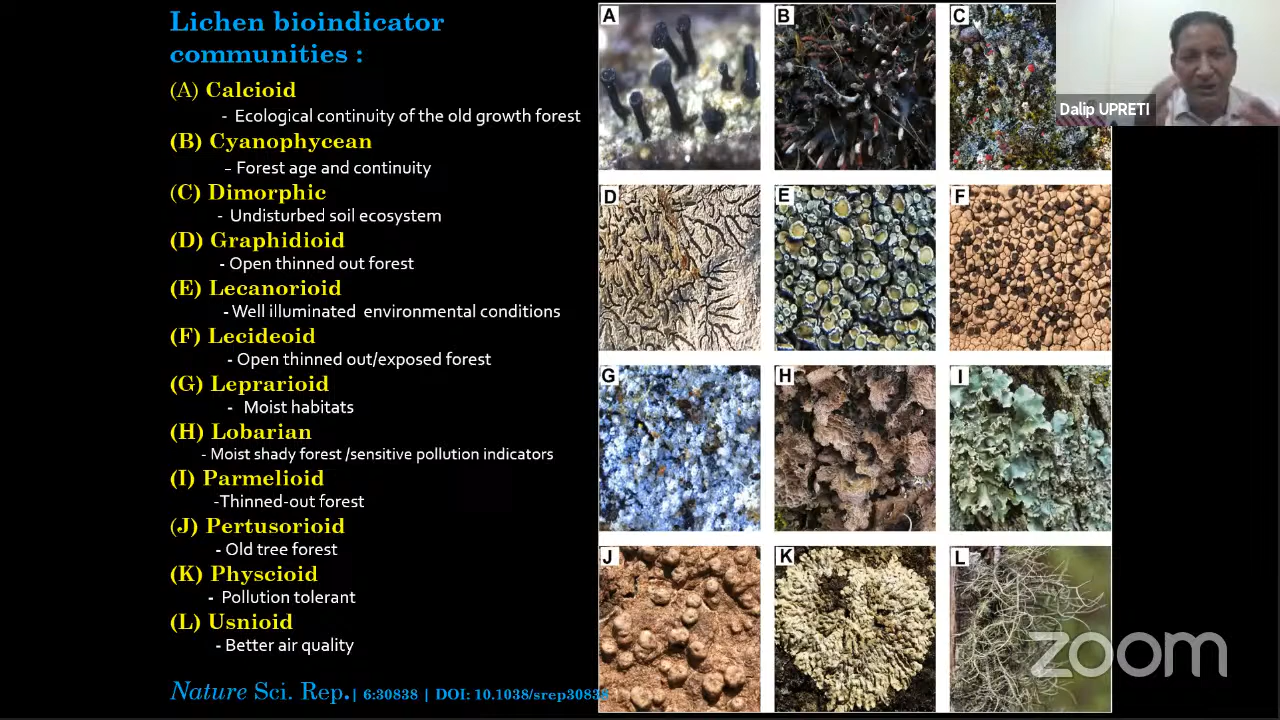 Lichen bioindicator
communities :
(A) Calcioid
- Ecological continuity of the old growth forest
(B) Cyanophycean
- Forest age and continuity
(C) Dimorphic
- Undisturbed soil ecosystem
(D) Graphidioid
- Open thinned out forest
(E) Lecanorioid
- Well illuminated environmental conditions
(F) Lecideoid
- Open thinned out/exposed forest
(G) Leprarioid
- Moist habitats
(H) Lobarian
- Moist shady forest /sensitive pollution indicators
(I) Parmelioid
-Thinned-out forest
(J) Pertusorioid
- Old tree forest
(K) Physcioid
- Pollution tolerant
(L) Usnioid
- Better air quality
Nature Sci. Rep.| 6:30838 | DOI: 10.1038/srep30838
A B C
D E F
G H I
J K L
Dalip UPRETI
zoom